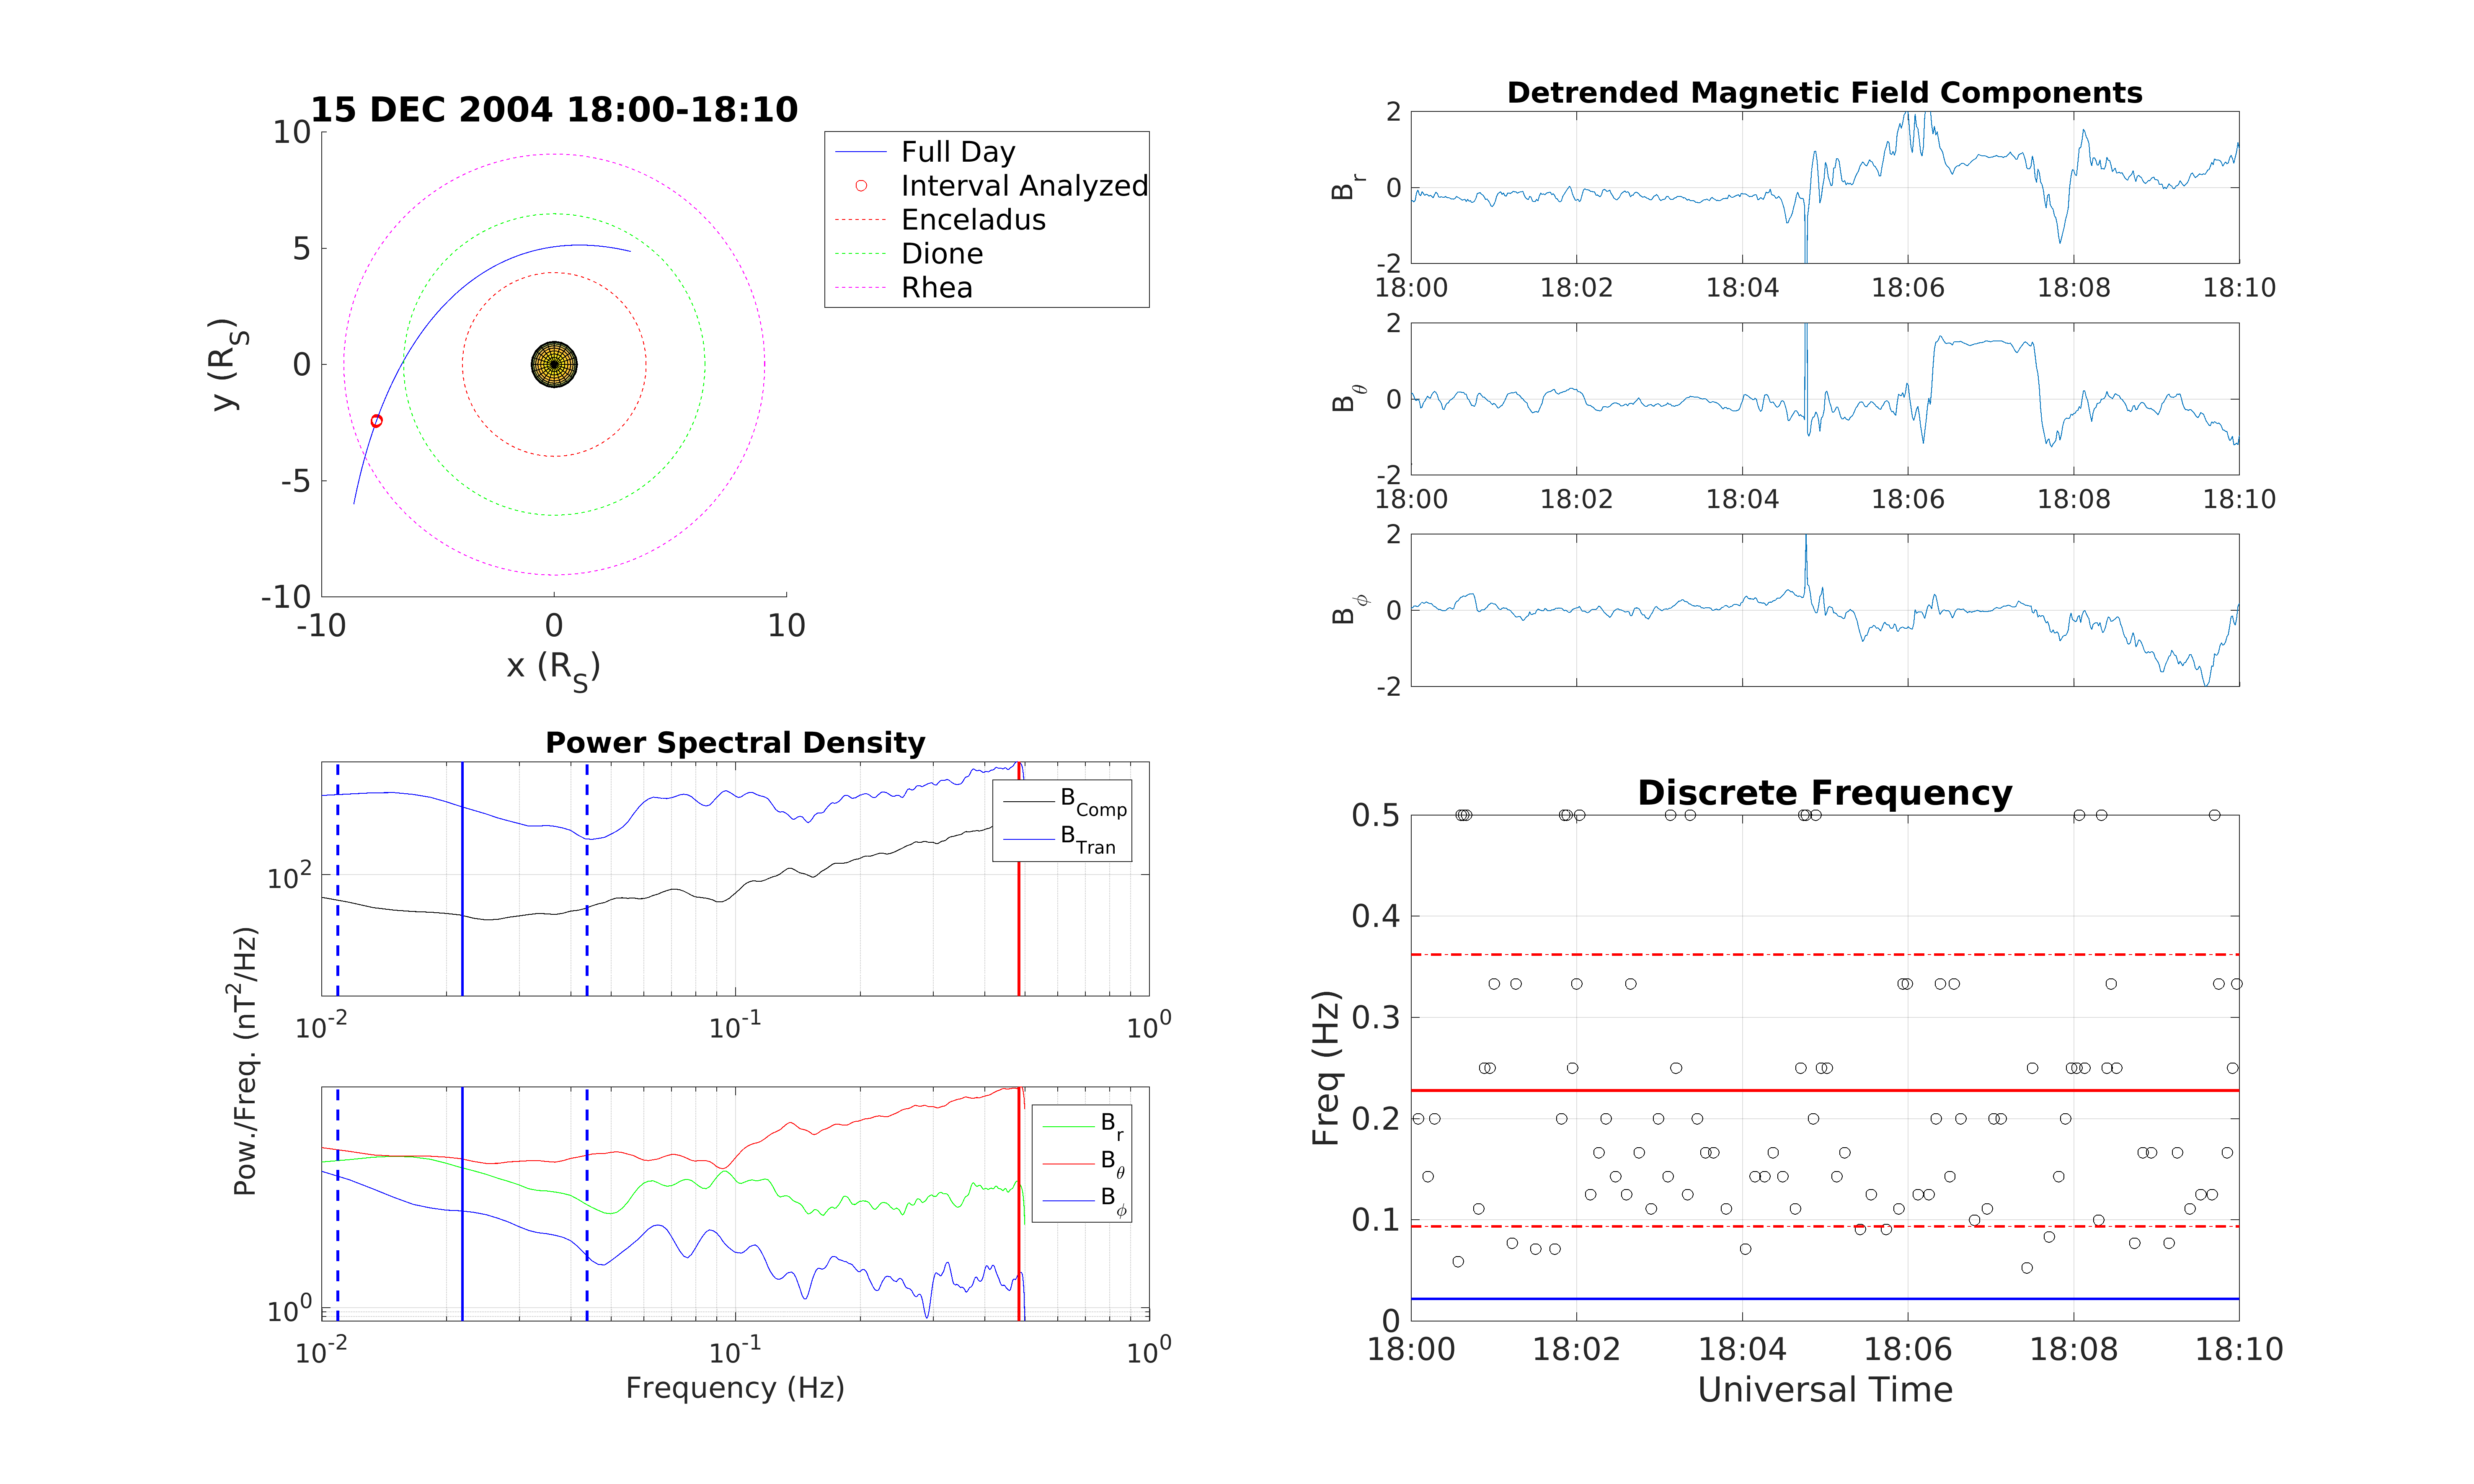 15 DEC 2004 18:00-18:10
10
5
0
-5
-10
-10 0 10
y (R_S)
x (R_S)
Full Day
Interval Analyzed
Enceladus
Dione
Rhea
Detrended Magnetic Field Components
2
0
-2
B_r
18:00 18:02 18:04 18:06 18:08 18:10
2
0
-2
B_θ
18:00 18:02 18:04 18:06 18:08 18:10
2
0
-2
B_ϕ
Power Spectral Density
10^2
B_Comp
B_Tran
10^-2 10^-1 10^0
Pow./Freq. (nT^2/Hz)
B_r
B_θ
B_ϕ
10^0
10^-2 10^-1 10^0
Frequency (Hz)
Discrete Frequency
0.5
0.4
0.3
0.2
0.1
0
Freq (Hz)
18:00 18:02 18:04 18:06 18:08 18:10
Universal Time